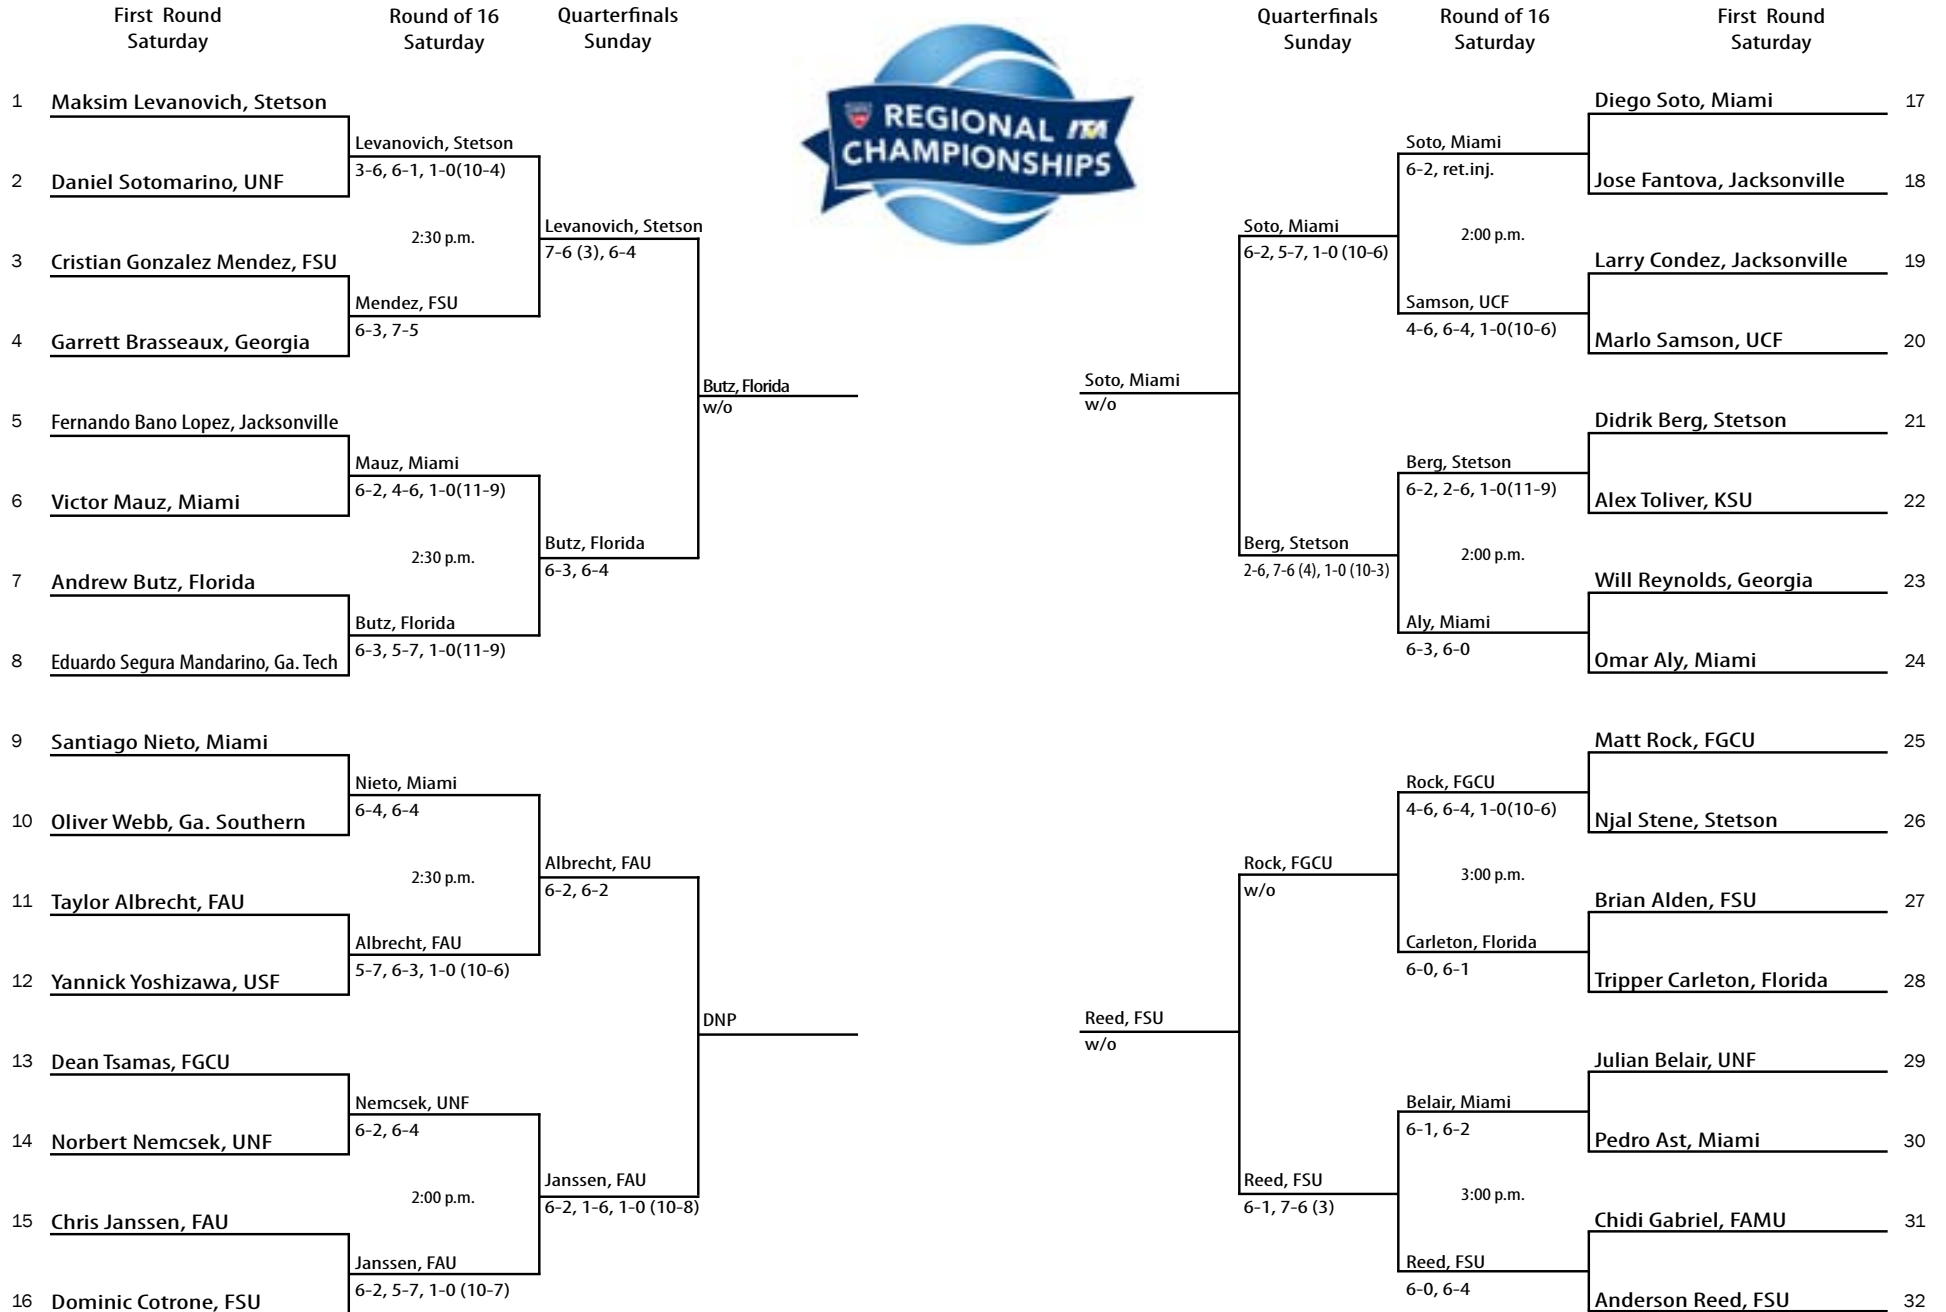 First Round
Saturday
Round of 16
Saturday
Quarterfinals
Sunday
1 Maksim Levanovich, Stetson
Levanovich, Stetson
3-6, 6-1, 1-0(10-4)
2 Daniel Sotomarino, UNF
2:30 p.m.
Levanovich, Stetson
7-6 (3), 6-4
3 Cristian Gonzalez Mendez, FSU
Mendez, FSU
6-3, 7-5
4 Garrett Brasseaux, Georgia
Butz, Florida
w/o
5 Fernando Bano Lopez, Jacksonville
Mauz, Miami
6-2, 4-6, 1-0(11-9)
6 Victor Mauz, Miami
2:30 p.m.
Butz, Florida
6-3, 6-4
7 Andrew Butz, Florida
Butz, Florida
6-3, 5-7, 1-0(11-9)
8 Eduardo Segura Mandarino, Ga. Tech
9 Santiago Nieto, Miami
Nieto, Miami
6-4, 6-4
10 Oliver Webb, Ga. Southern
2:30 p.m.
Albrecht, FAU
6-2, 6-2
11 Taylor Albrecht, FAU
Albrecht, FAU
5-7, 6-3, 1-0 (10-6)
12 Yannick Yoshizawa, USF
DNP
13 Dean Tsamas, FGCU
Nemcsek, UNF
6-2, 6-4
14 Norbert Nemcsek, UNF
2:00 p.m.
Janssen, FAU
6-2, 1-6, 1-0 (10-8)
15 Chris Janssen, FAU
Janssen, FAU
6-2, 5-7, 1-0 (10-7)
16 Dominic Cotrone, FSU
REGIONAL ITA
CHAMPIONSHIPS
Quarterfinals
Sunday
Round of 16
Saturday
First Round
Saturday
Diego Soto, Miami 17
Soto, Miami
6-2, ret.inj.
Jose Fantova, Jacksonville 18
Soto, Miami
6-2, 5-7, 1-0 (10-6)
2:00 p.m.
Larry Condez, Jacksonville 19
Samson, UCF
4-6, 6-4, 1-0(10-6)
Marlo Samson, UCF 20
Soto, Miami
w/o
Didrik Berg, Stetson 21
Berg, Stetson
6-2, 2-6, 1-0(11-9)
Alex Toliver, KSU 22
Berg, Stetson
2-6, 7-6 (4), 1-0 (10-3)
2:00 p.m.
Will Reynolds, Georgia 23
Aly, Miami
6-3, 6-0
Omar Aly, Miami 24
Matt Rock, FGCU 25
Rock, FGCU
4-6, 6-4, 1-0(10-6)
Njal Stene, Stetson 26
Rock, FGCU
w/o
3:00 p.m.
Brian Alden, FSU 27
Carleton, Florida
6-0, 6-1
Tripper Carleton, Florida 28
Reed, FSU
w/o
Julian Belair, UNF 29
Belair, Miami
6-1, 6-2
Pedro Ast, Miami 30
Reed, FSU
6-1, 7-6 (3)
3:00 p.m.
Chidi Gabriel, FAMU 31
Reed, FSU
6-0, 6-4
Anderson Reed, FSU 32